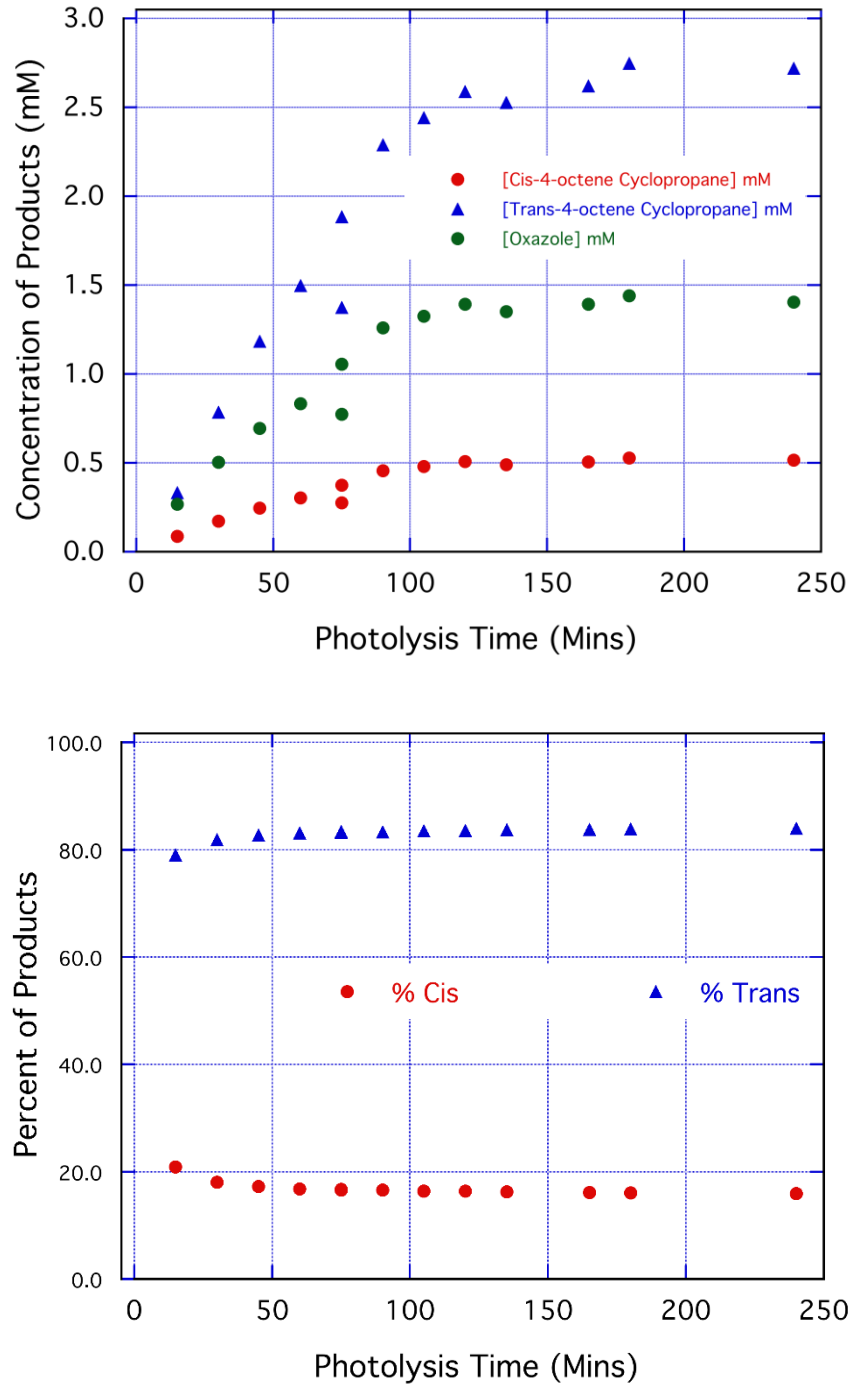 3.0
2.5
2.0
1.5
1.0
0.5
0.0
Concentration of Products (mM)
[Cis-4-octene Cyclopropane] mM
[Trans-4-octene Cyclopropane] mM
[Oxazole] mM
0 50 100 150 200 250
Photolysis Time (Mins)
100.0
80.0
60.0
40.0
20.0
0.0
Percent of Products
% Cis % Trans
0 50 100 150 200 250
Photolysis Time (Mins)